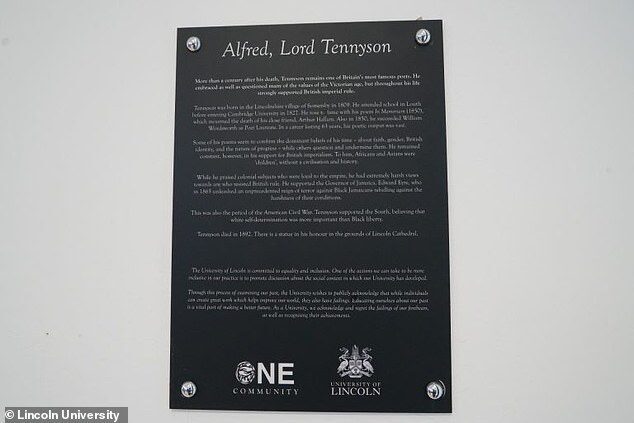 Alfred, Lord Tennyson
More than a century after his death, Tennyson remains one of Britain's most famous poets. He
embraced as well as questioned many of the values of the Victorian age, but throughout his life
strongly supported British imperial rule.
Tennyson was born in the Lincolnshire village of Somersby in 1809. He attended school in Louth
before entering Cambridge University in 1827. He rose to fame with his poem In Memoriam (1850),
which mourned the death of his close friend, Arthur Hallam. Also in 1850, he succeeded William
Wordsworth as Poet Laureate. In a career lasting 63 years, his poetic output was vast.
Some of his poems seem to confirm the dominant beliefs of his time – about faith, gender, British
identity, and the nature of progress – while others question and undermine them. He remained
constant, however, in his support for British imperialism. To him, Africans and Asians were
'children', without a civilisation and history.
While he praised colonial subjects who were loyal to the empire, he had extremely harsh views
towards any who resisted British rule. He supported the Governor of Jamaica, Edward Eyre, who
in 1865 unleashed an unprecedented reign of terror against Black Jamaicans rebelling against the
harshness of their conditions.
This was also the period of the American Civil War. Tennyson supported the South, believing that
white self-determination was more important than Black liberty.
Tennyson died in 1892. There is a statue in his honour in the grounds of Lincoln Cathedral.
The University of Lincoln is committed to equality and inclusion. One of the actions we can take to be more
inclusive in our practice is to promote discussion about the social context in which our University has developed.
Through this process of examining our past, the University wishes to publicly acknowledge that while individuals
can create great work which helps improve our world, they also have failings. Educating ourselves about our past
is a vital part of making a better future. As a University, we acknowledge and regret the failings of our forebears,
as well as recognising their achievements.
ONE
COMMUNITY
UNIVERSITY OF
LINCOLN
© Lincoln University